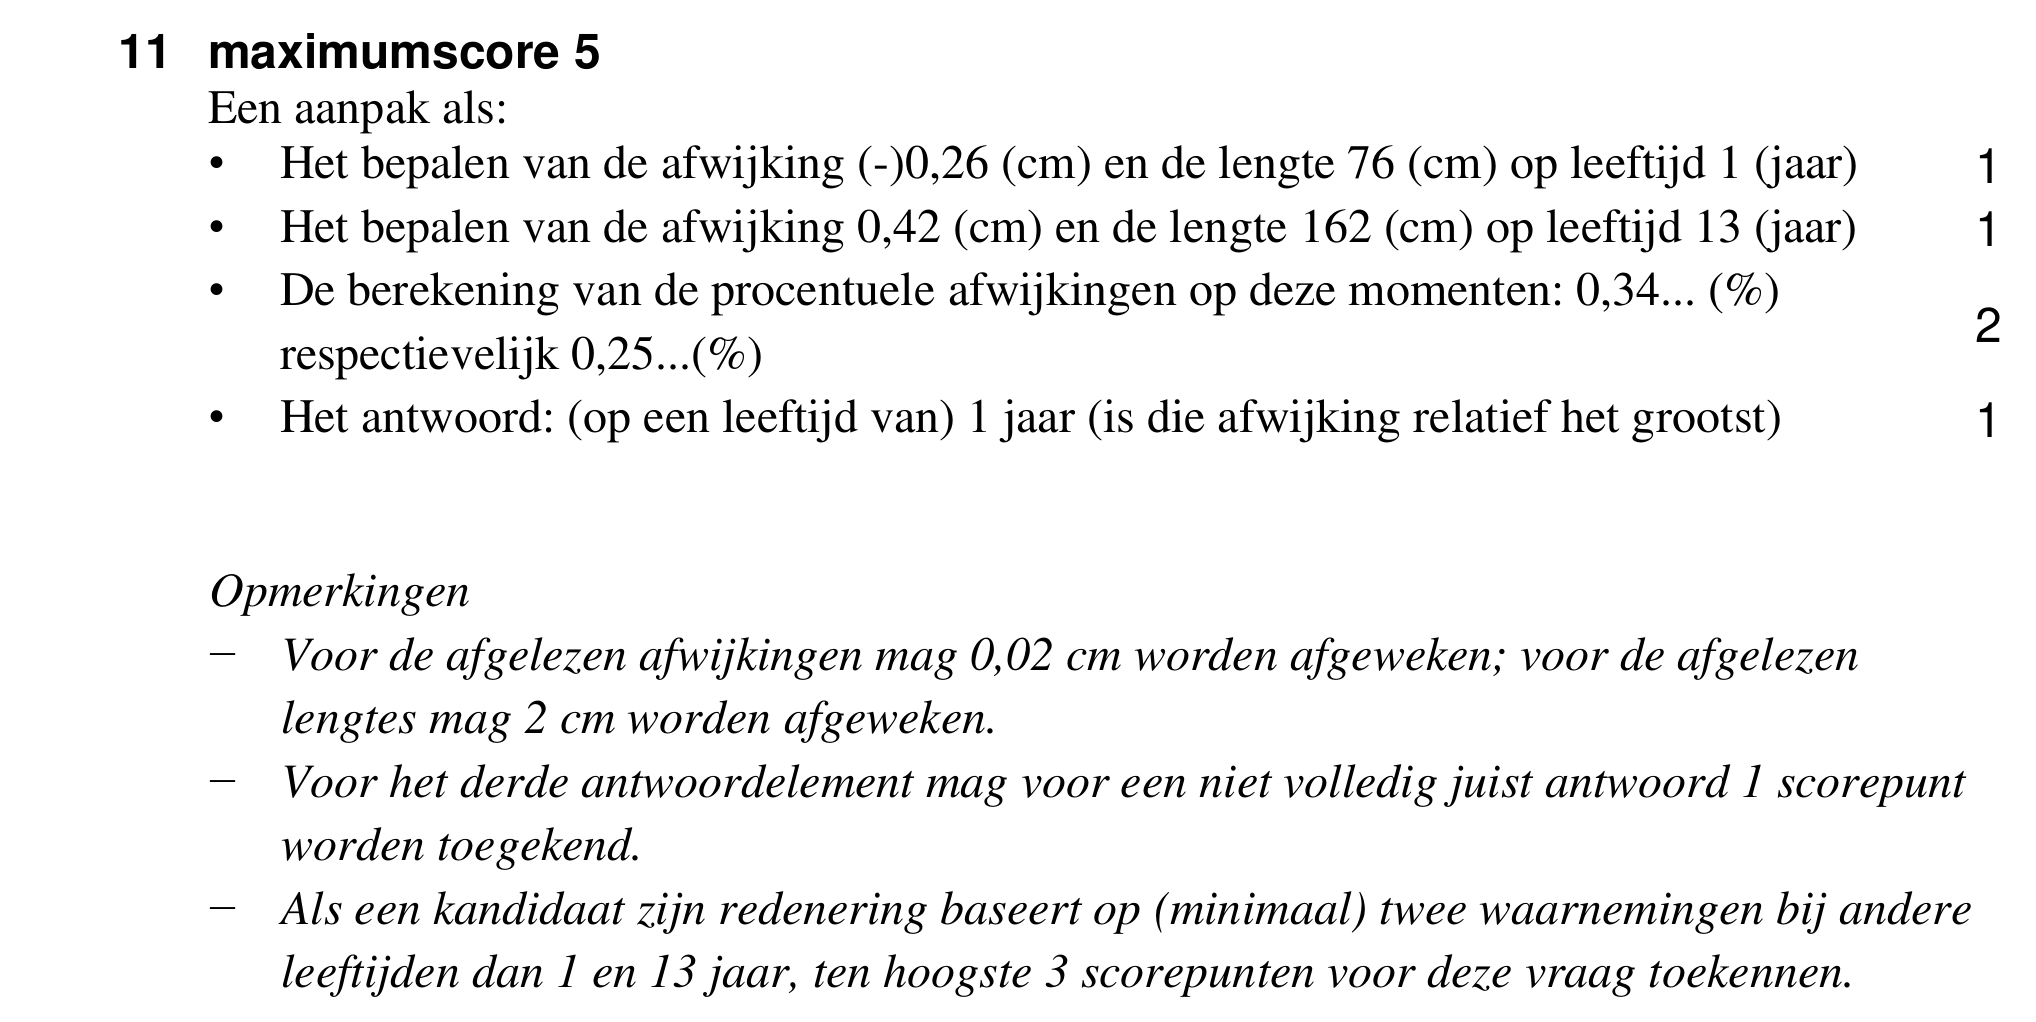 11 maximumscore 5
Een aanpak als:
• Het bepalen van de afwijking (-)0,26 (cm) en de lengte 76 (cm) op leeftijd 1 (jaar) 1
• Het bepalen van de afwijking 0,42 (cm) en de lengte 162 (cm) op leeftijd 13 (jaar) 1
• De berekening van de procentuele afwijkingen op deze momenten: 0,34... (%)
respectievelijk 0,25...(%) 2
• Het antwoord: (op een leeftijd van) 1 jaar (is die afwijking relatief het grootst) 1
Opmerkingen
− Voor de afgelezen afwijkingen mag 0,02 cm worden afgeweken; voor de afgelezen
lengtes mag 2 cm worden afgeweken.
− Voor het derde antwoordelement mag voor een niet volledig juist antwoord 1 scorepunt
worden toegekend.
− Als een kandidaat zijn redenering baseert op (minimaal) twee waarnemingen bij andere
leeftijden dan 1 en 13 jaar, ten hoogste 3 scorepunten voor deze vraag toekennen.